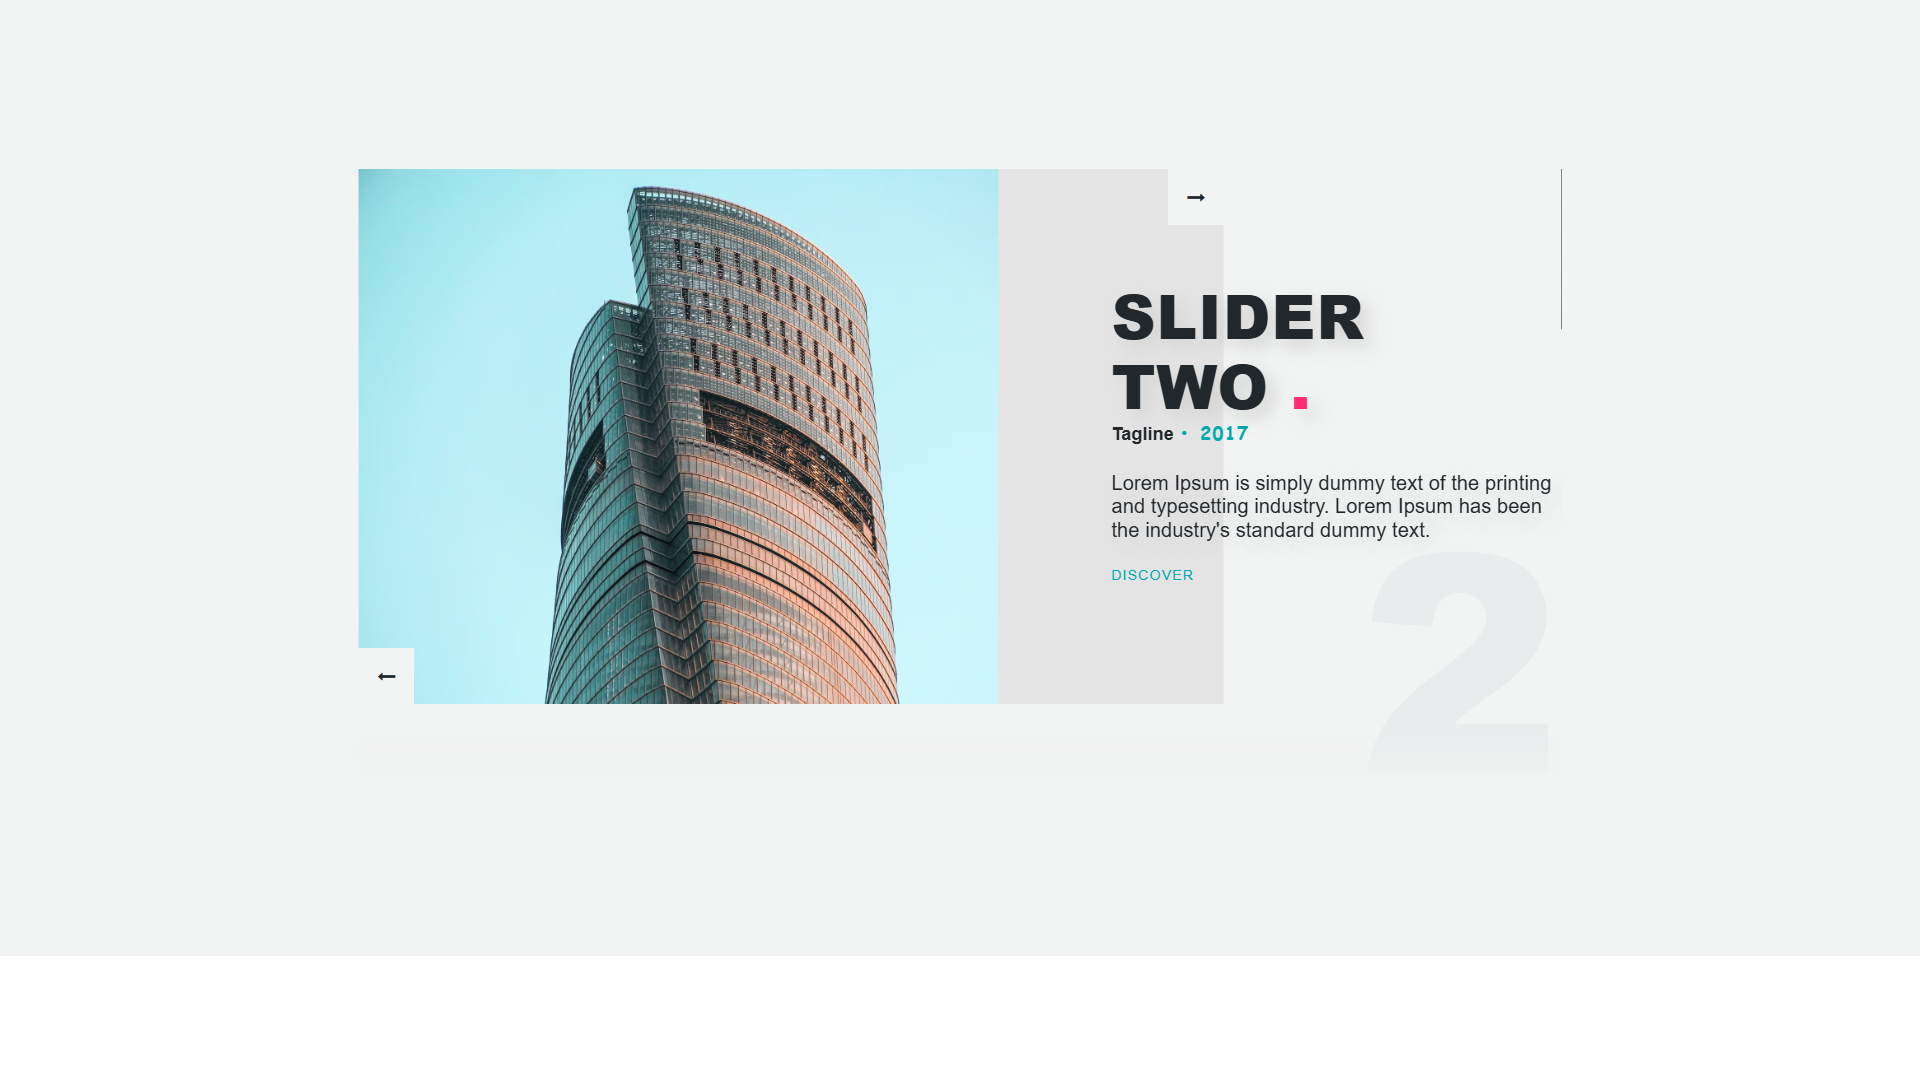 SLIDER
TWO .
Tagline • 2017
Lorem Ipsum is simply dummy text of the printing
and typesetting industry. Lorem Ipsum has been
the industry's standard dummy text.
DISCOVER
2